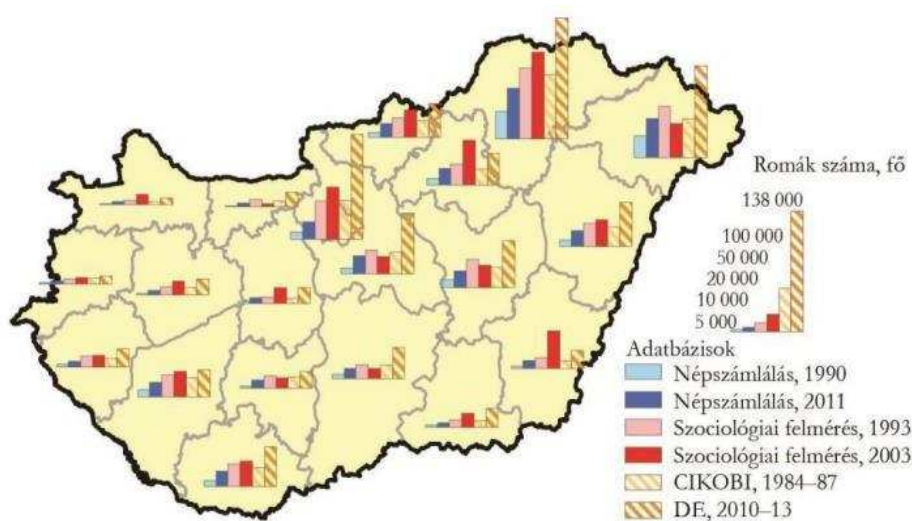 Romák száma, fő
138 000
100 000
50 000
20 000
10 000
5 000
Adatbázisok
Népszámlálás, 1990
Népszámlálás, 2011
Szociológiai felmérés, 1993
Szociológiai felmérés, 2003
CIKOBI, 1984–87
DE, 2010–13